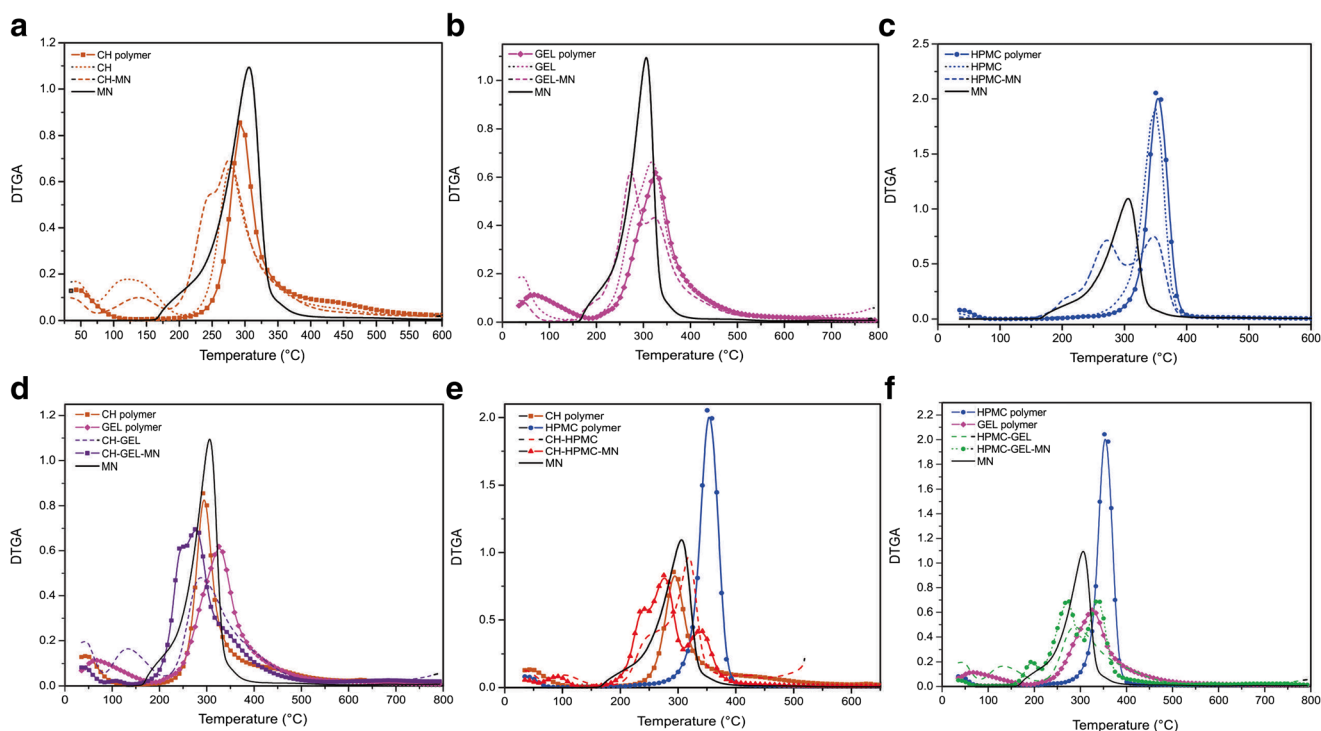 a
1.2
1.0
0.8
0.6
0.4
0.2
0.0
DTGA
CH polymer
CH
CH-MN
MN
50 100 150 200 250 300 350 400 450 500 550 600
Temperature (°C)
b
1.2
1.0
0.8
0.6
0.4
0.2
0.0
DTGA
GEL polymer
GEL
GEL-MN
MN
100 200 300 400 500 600 700 800
Temperature (°C)
c
2.5
2.0
1.5
1.0
0.5
0.0
DTGA
HPMC polymer
HPMC
HPMC-MN
MN
0 100 200 300 400 500 600
Temperature (°C)
d
1.2
1.0
0.8
0.6
0.4
0.2
0.0
DTGA
CH polymer
GEL polymer
CH-GEL
CH-GEL-MN
MN
0 100 200 300 400 500 600 700 800
Temperature (°C)
e
2.0
1.5
1.0
0.5
0.0
DTGA
CH polymer
HPMC polymer
CH-HPMC
CH-HPMC-MN
MN
0 100 200 300 400 500 600
Temperature (°C)
f
2.2
2.0
1.8
1.6
1.4
1.2
1.0
0.8
0.6
0.4
0.2
0.0
DTGA
HPMC polymer
GEL polymer
HPMC-GEL
HPMC-GEL-MN
MN
0 100 200 300 400 500 600 700 800
Temperature (°C)